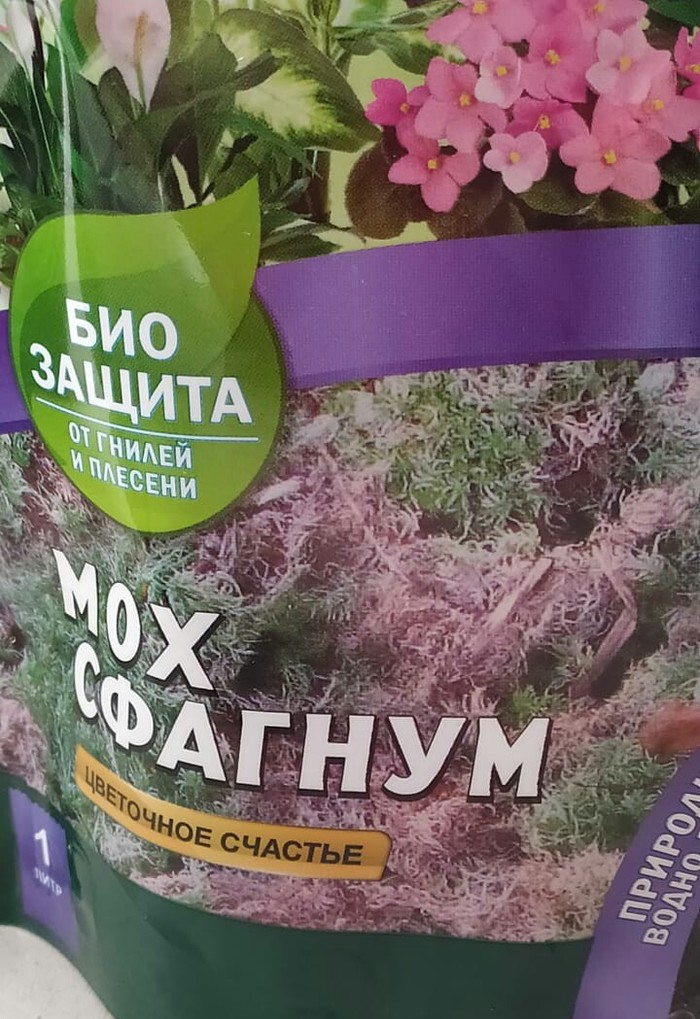 БИО
ЗАЩИТА
ОТ ГНИЛЕЙ
И ПЛЕСЕНИ
МОХ
СФАГНУМ
ЦВЕТОЧНОЕ СЧАСТЬЕ
1
ЛИТР